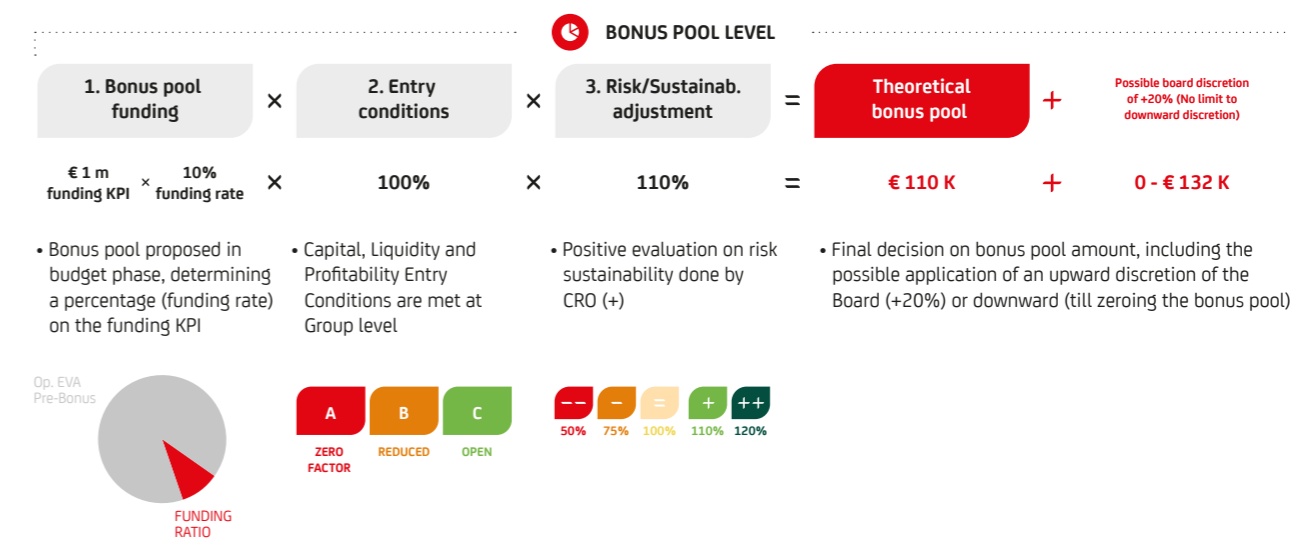 BONUS POOL LEVEL
1. Bonus pool
funding
×
2. Entry
conditions
×
3. Risk/Sustainab.
adjustment
=
Theoretical
bonus pool
+
Possible board discretion
of +20% (No limit to
downward discretion)
€ 1 m
funding KPI
×
10%
funding rate
×
100%
×
110%
=
€ 110 K
+
0 - € 132 K
• Bonus pool proposed in
budget phase, determining
a percentage (funding rate)
on the funding KPI
• Capital, Liquidity and
Profitability Entry
Conditions are met at
Group level
• Positive evaluation on risk
sustainability done by
CRO (+)
• Final decision on bonus pool amount, including the
possible application of an upward discretion of the
Board (+20%) or downward (till zeroing the bonus pool)
Op. EVA
Pre-Bonus
FUNDING
RATIO
A
B
C
ZERO
FACTOR
REDUCED
OPEN
-- - = + ++
50% 75% 100% 110% 120%